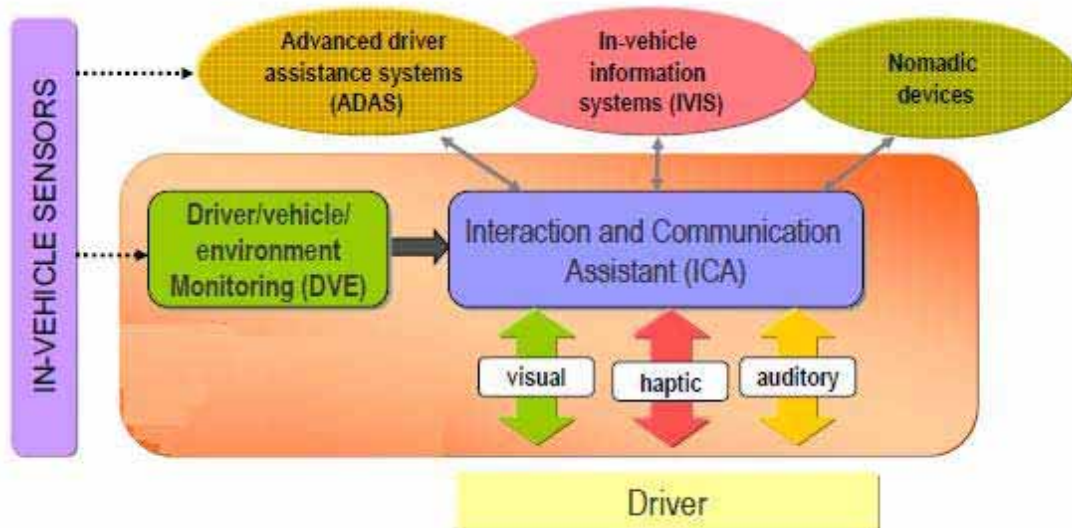 IN-VEHICLE SENSORS
Advanced driver
assistance systems
(ADAS)
In-vehicle
information
systems (IVIS)
Nomadic
devices
Driver/vehicle/
environment
Monitoring (DVE)
Interaction and Communication
Assistant (ICA)
visual
haptic
auditory
Driver